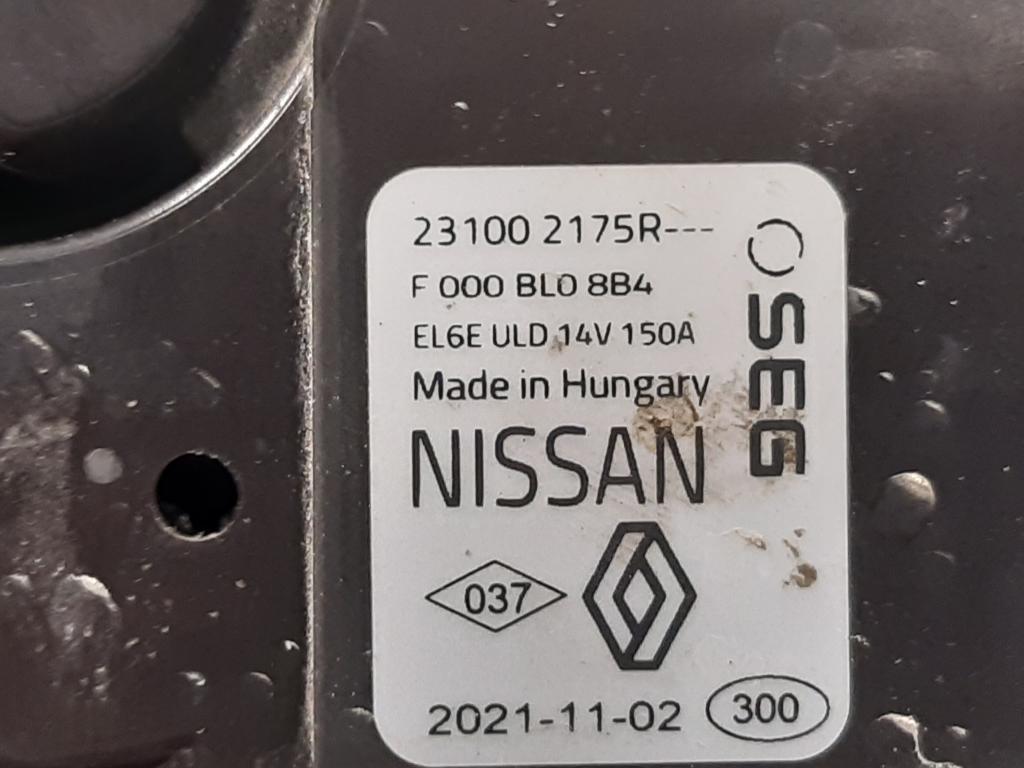 23100 2175R---
F 000 BL0 8B4
EL6E ULD 14V 150A
Made in Hungary
NISSAN
SEG
037
2021-11-02 300